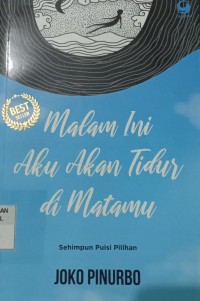 BEST
SELLER
Malam Ini
Aku Akan Tidur
di Matamu
Sehimpun Puisi Pilihan
JOKO PINURBO